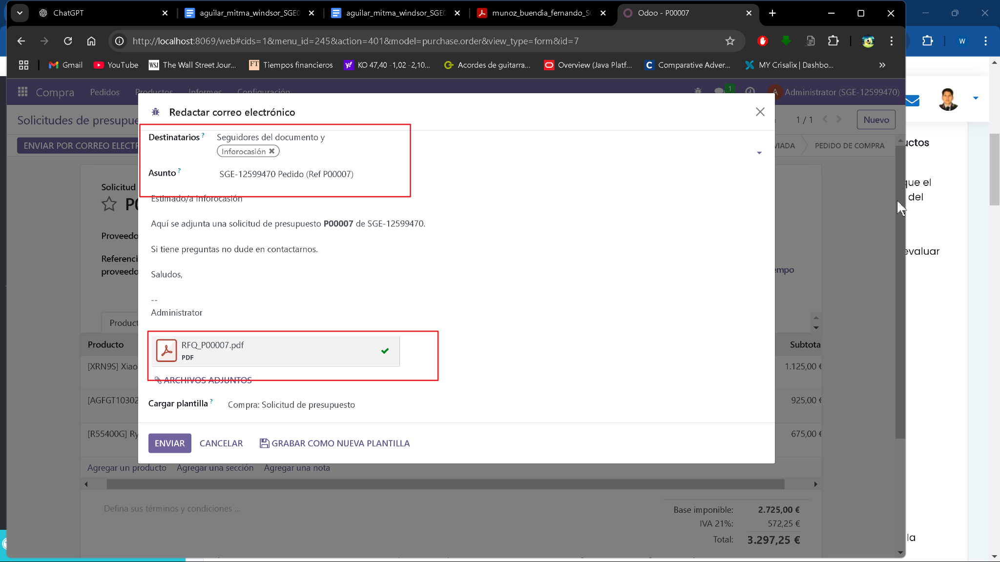 ChatGPT
aguilar_mitma_windsor_SGE0
aguilar_mitma_windsor_SGE0
munoz_buendia_fernando_SG
Odoo - P00007
http://localhost:8069/web#cids=1&menu_id=245&action=401&model=purchase.order&view_type=form&id=7
W
Gmail
YouTube
WSJ The Wall Street Jour...
FT Tiempos financieros
KO 47,40 -1,02 -2,10...
Acordes de guitarra...
Overview (Java Platf...
C Comparative Adver...
MY Crisalix | Dashbo...
Compra
Pedidos
Productos
Informes
Configuración
1
A Administrator (SGE-12599470)
Redactar correo electrónico
Solicitudes de presupue
1 / 1
Nuevo
ENVIAR POR CORREO ELECTR
VIADA
PEDIDO DE COMPRA
Destinatarios ?
Seguidores del documento y
Inforocasión
Asunto ?
SGE-12599470 Pedido (Ref P00007)
Estimado/a Inforocasión
Aquí se adjunta una solicitud de presupuesto P00007 de SGE-12599470.
Si tiene preguntas no dude en contactarnos.
Saludos,
--
Administrator
RFQ_P00007.pdf
PDF
ARCHIVOS ADJUNTOS
Cargar plantilla ?
Compra: Solicitud de presupuesto
ENVIAR
CANCELAR
GRABAR COMO NUEVA PLANTILLA
Solicitud
P0
Proveedo
Referenci
proveedo
empo
Product
Producto
Subtota
[XRN9S] Xiao
1.125,00 €
[AGFGT10302
925,00 €
[R55400G] Ry
675,00 €
Agregar un producto
Agregar una sección
Agregar una nota
Defina sus términos y condiciones ...
Base imponible: 2.725,00 €
IVA 21%: 572,25 €
Total: 3.297,25 €
uctos
que el
del
evaluar
la